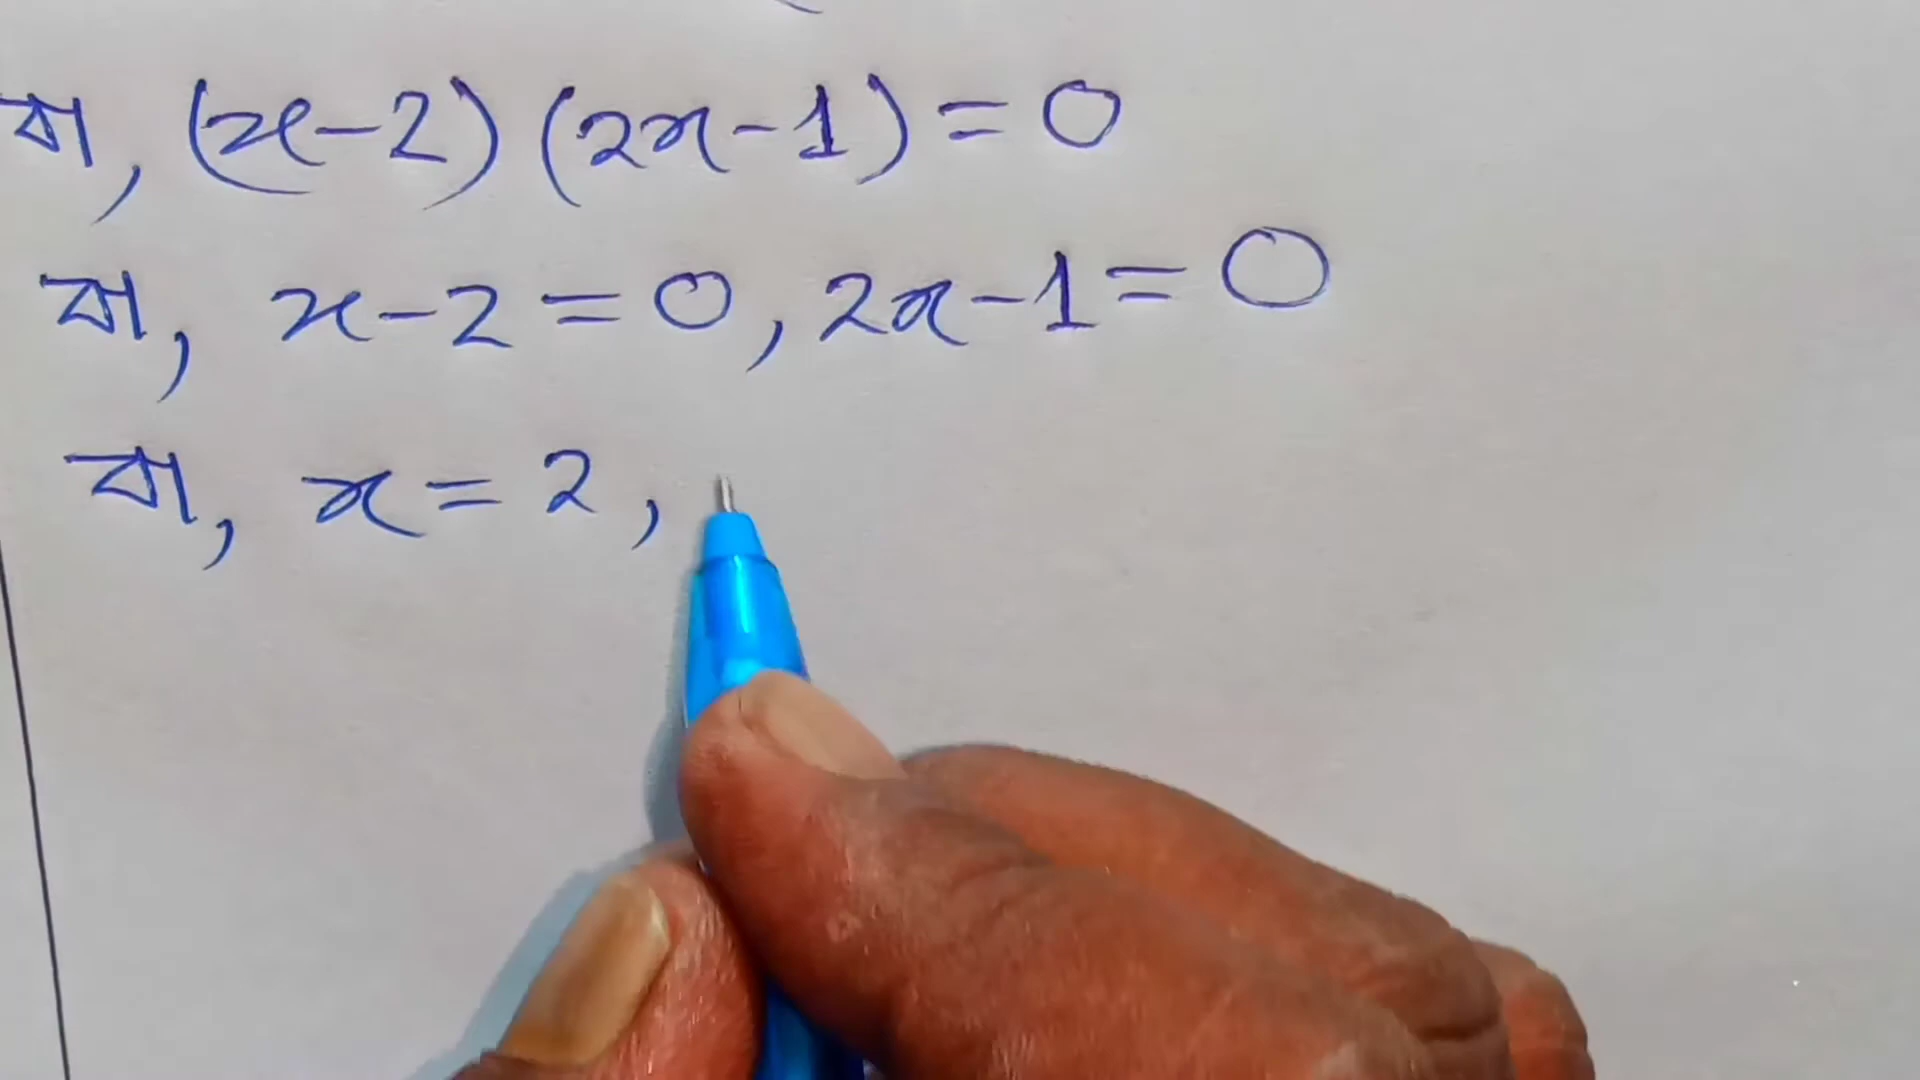 বা, (x-2) (2x-1) = 0
বা, x-2 = 0, 2x-1 = 0
বা, x = 2,